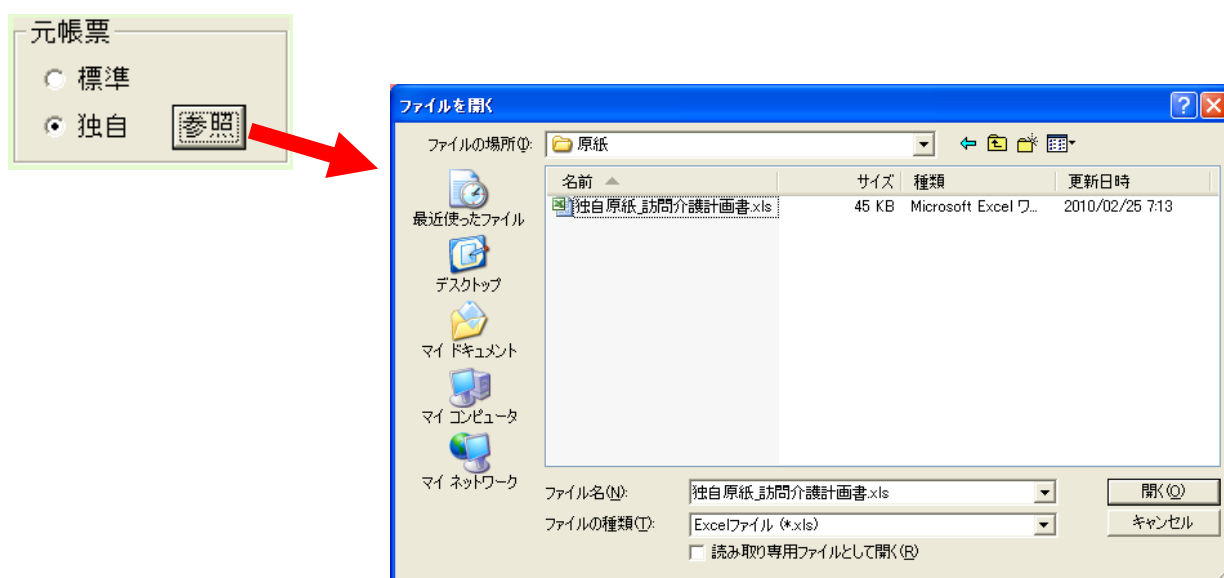 元帳票
標準
独自 参照
ファイルを開く
ファイルの場所(I): 原紙
名前 サイズ 種類 更新日時
独自原紙_訪問介護計画書.xls 45 KB Microsoft Excel ワ... 2010/02/25 7:13
最近使ったファイル
デスクトップ
マイ ドキュメント
マイ コンピュータ
マイ ネットワーク
ファイル名(N): 独自原紙_訪問介護計画書.xls 開く(O)
ファイルの種類(T): Excelファイル (*.xls) キャンセル
読み取り専用ファイルとして開く(R)